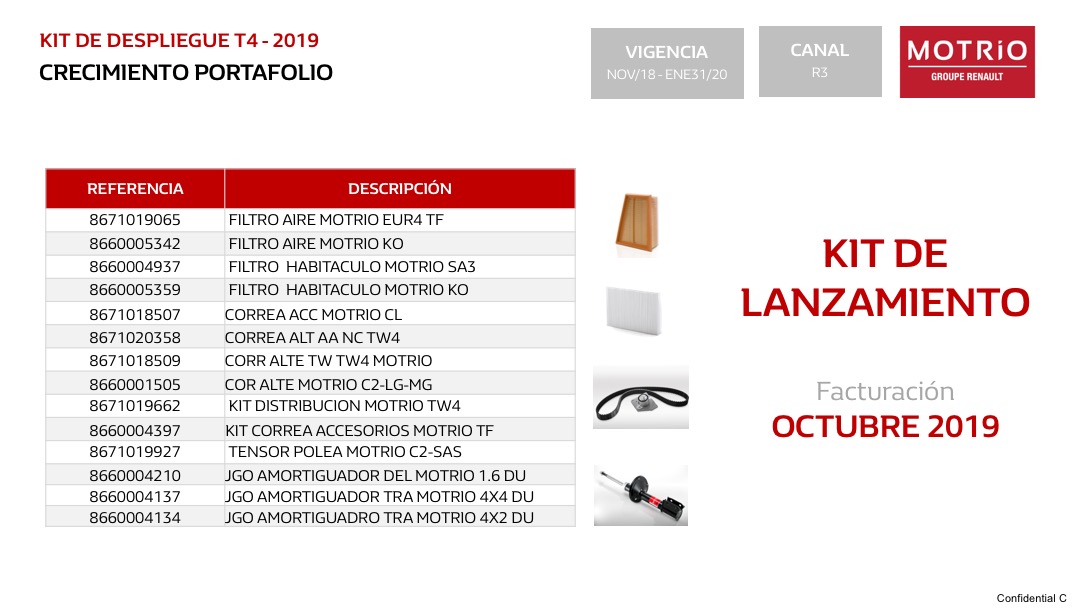 KIT DE DESPLIEGUE T4 - 2019
CRECIMIENTO PORTAFOLIO
VIGENCIA
NOV/18 - ENE31/20
CANAL
R3
MOTRiO
GROUPE RENAULT
REFERENCIA DESCRIPCIÓN
8671019065 FILTRO AIRE MOTRIO EUR4 TF
8660005342 FILTRO AIRE MOTRIO KO
8660004937 FILTRO HABITACULO MOTRIO SA3
8660005359 FILTRO HABITACULO MOTRIO KO
8671018507 CORREA ACC MOTRIO CL
8671020358 CORREA ALT AA NC TW4
8671018509 CORR ALTE TW TW4 MOTRIO
8660001505 COR ALTE MOTRIO C2-LG-MG
8671019662 KIT DISTRIBUCION MOTRIO TW4
8660004397 KIT CORREA ACCESORIOS MOTRIO TF
8671019927 TENSOR POLEA MOTRIO C2-SAS
8660004210 JGO AMORTIGUADOR DEL MOTRIO 1.6 DU
8660004137 JGO AMORTIGUADOR TRA MOTRIO 4X4 DU
8660004134 JGO AMORTIGUADRO TRA MOTRIO 4X2 DU
KIT DE
LANZAMIENTO
Facturación
OCTUBRE 2019
Confidential C